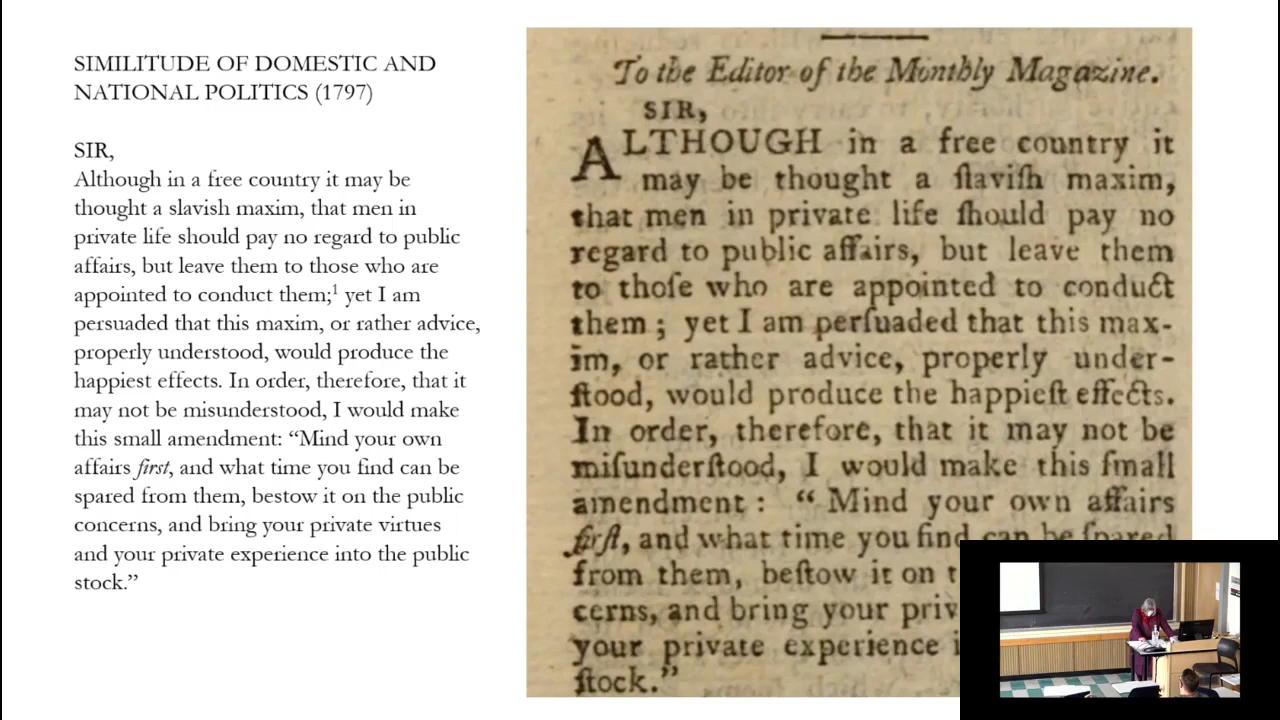 SIMILITUDE OF DOMESTIC AND
NATIONAL POLITICS (1797)
SIR,
Although in a free country it may be
thought a slavish maxim, that men in
private life should pay no regard to public
affairs, but leave them to those who are
appointed to conduct them;¹ yet I am
persuaded that this maxim, or rather advice,
properly understood, would produce the
happiest effects. In order, therefore, that it
may not be misunderstood, I would make
this small amendment: “Mind your own
affairs first, and what time you find can be
spared from them, bestow it on the public
concerns, and bring your private virtues
and your private experience into the public
stock.”
To the Editor of the Monthly Magazine.
SIR,
ALTHOUGH in a free country it
may be thought a ſlaviſh maxim,
that men in private life ſhould pay no
regard to public affairs, but leave them
to thoſe who are appointed to conduct
them; yet I am perſuaded that this max-
im, or rather advice, properly under-
ſtood, would produce the happieſt effects.
In order, therefore, that it may not be
miſunderſtood, I would make this ſmall
amendment: “ Mind your own affairs
firſt, and what time you find can be ſpared
from them, beſtow it on
cerns, and bring your
your private experience
ſtock.”